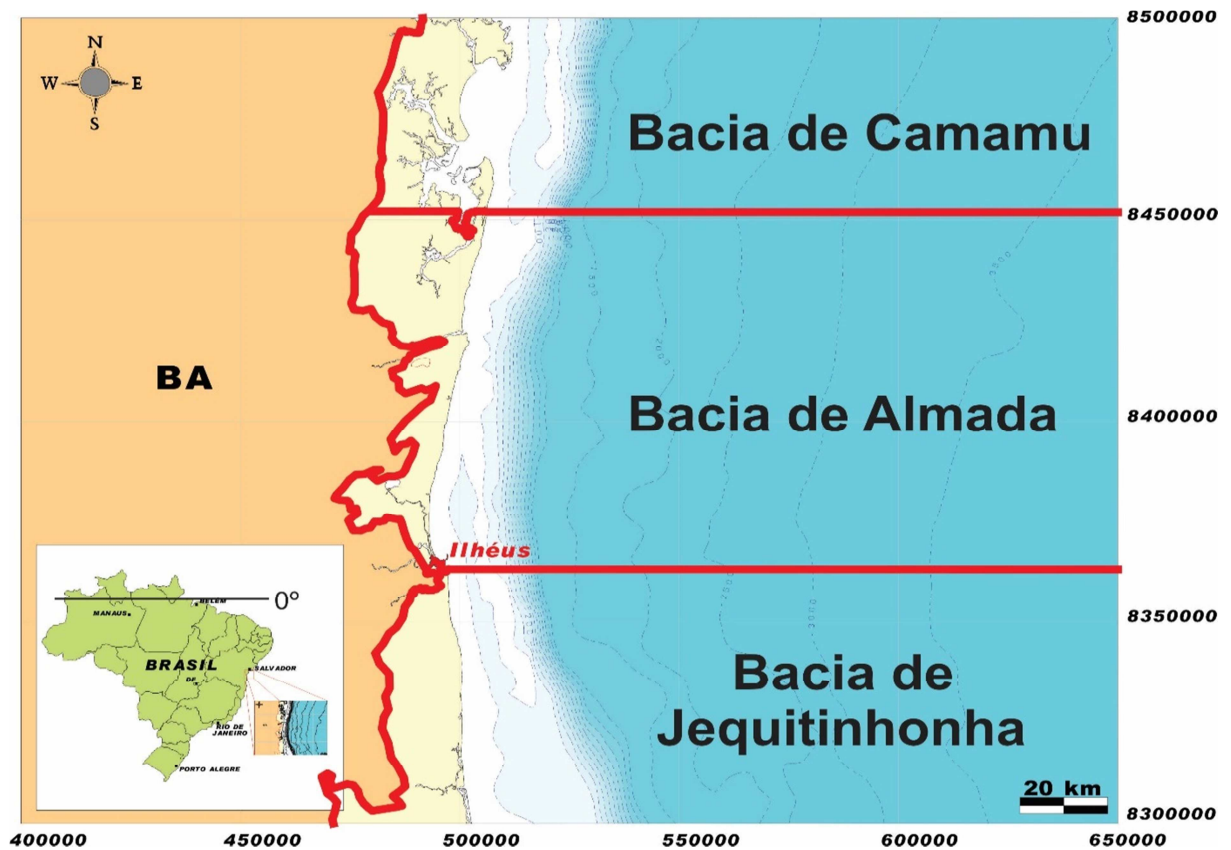 8500000
N
W E
S
Bacia de Camamu
8450000
BA
Bacia de Almada
8400000
Ilhéus
0°
BELEM
MANAUS
8350000
BRASIL
SALVADOR
DF
Bacia de
Jequitinhonha
RIO DE
JANEIRO
PORTO ALEGRE
20 km
8300000
400000 450000 500000 550000 600000 650000